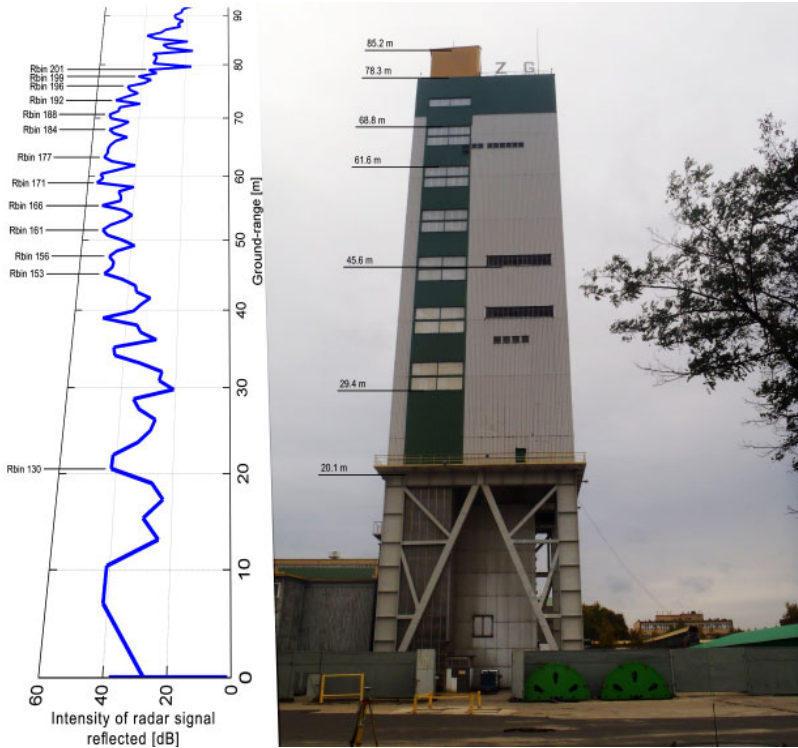 90
80
70
60
50
40
30
20
10
0
Ground-range [m]
Rbin 201
Rbin 199
Rbin 196
Rbin 192
Rbin 188
Rbin 184
Rbin 177
Rbin 171
Rbin 166
Rbin 161
Rbin 156
Rbin 153
Rbin 130
60
40
20
0
Intensity of radar signal
reflected [dB]
85.2 m
Z G
78.3 m
68.8 m
61.6 m
45.6 m
29.4 m
20.1 m